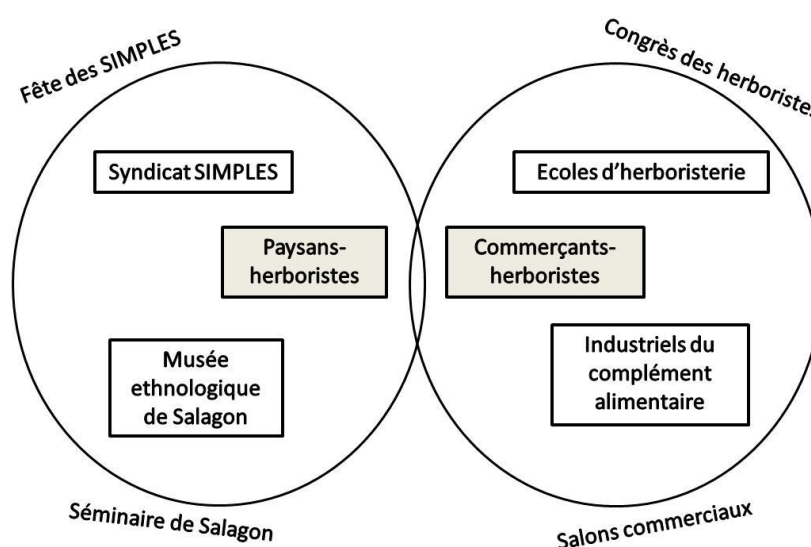 Fête des SIMPLES
Congrès des herboristes
Syndicat SIMPLES
Ecoles d'herboristerie
Paysans-
herboristes
Commerçants-
herboristes
Musée
ethnologique
de Salagon
Industriels du
complément
alimentaire
Séminaire de Salagon
Salons commerciaux